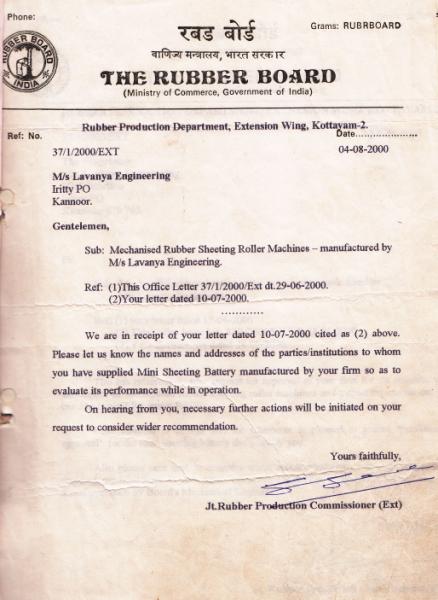 Phone:
Grams: RUBRBOARD
रबड बोर्ड
वाणिज्य मन्त्रालय, भारत सरकार
THE RUBBER BOARD
(Ministry of Commerce, Government of India)
RUBBER BOARD
INDIA
Rubber Production Department, Extension Wing, Kottayam-2.
Ref: No.
Date.....................
37/1/2000/EXT
04-08-2000
M/s Lavanya Engineering
Iritty PO
Kannoor.
Gentelemen,
Sub: Mechanised Rubber Sheeting Roller Machines – manufactured by
M/s Lavanya Engineering.
Ref: (1)This Office Letter 37/1/2000/Ext dt.29-06-2000.
(2)Your letter dated 10-07-2000.
............
We are in receipt of your letter dated 10-07-2000 cited as (2) above.
Please let us know the names and addresses of the parties/institutions to whom
you have supplied Mini Sheeting Battery manufactured by your firm so as to
evaluate its performance while in operation.
On hearing from you, necessary further actions will be initiated on your
request to consider wider recommendation.
Yours faithfully,
Jt.Rubber Production Commissioner (Ext)